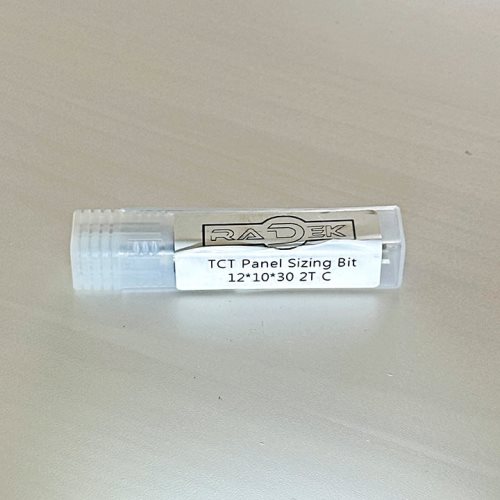 RADEK
TCT Panel Sizing Bit
12*10*30 2T C